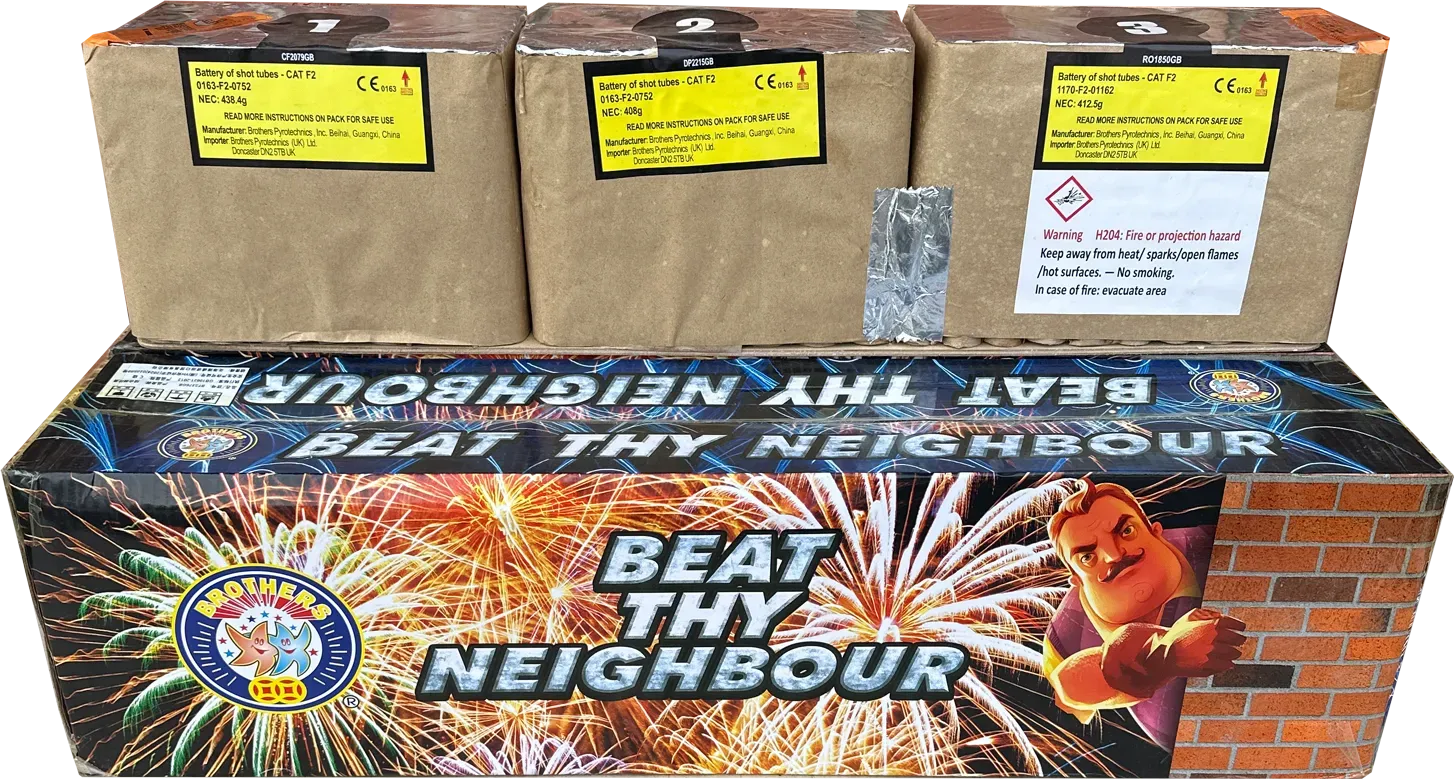 1
CF2079GB
Battery of shot tubes - CAT F2
0163-F2-0752
NEC: 438.4g
CE 0163
READ MORE INSTRUCTIONS ON PACK FOR SAFE USE
Manufacturer: Brothers Pyrotechnics , Inc. Beihai, Guangxi, China
Importer: Brothers Pyrotechnics (UK) Ltd.
Doncaster DN2 5TB UK
2
DP2215GB
Battery of shot tubes - CAT F2
0163-F2-0752
NEC: 408g
CE 0163
READ MORE INSTRUCTIONS ON PACK FOR SAFE USE
Manufacturer: Brothers Pyrotechnics , Inc. Beihai, Guangxi, China
Importer: Brothers Pyrotechnics (UK) Ltd.
Doncaster DN2 5TB UK
3
RO1850GB
Battery of shot tubes - CAT F2
1170-F2-01162
NEC: 412.5g
CE 0163
READ MORE INSTRUCTIONS ON PACK FOR SAFE USE
Manufacturer: Brothers Pyrotechnics , Inc. Beihai, Guangxi, China
Importer: Brothers Pyrotechnics (UK) Ltd.
Doncaster DN2 5TB UK
Warning H204: Fire or projection hazard
Keep away from heat/ sparks/open flames
/hot surfaces. — No smoking.
In case of fire: evacuate area
BEAT THY NEIGHBOUR
BROTHERS
BROTHERS
BEAT THY NEIGHBOUR
BROTHERS
®
BEAT
THY
NEIGHBOUR